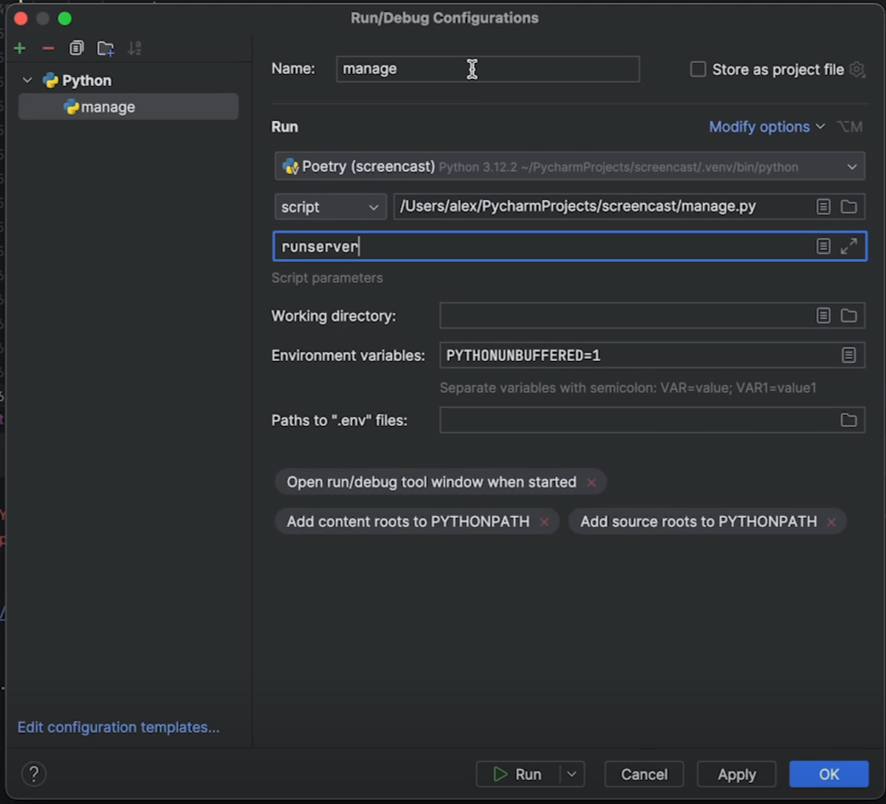 Run/Debug Configurations
Python
manage
Name: manage Store as project file
Run Modify options ⌥M
Poetry (screencast) Python 3.12.2 ~/PycharmProjects/screencast/.venv/bin/python
script /Users/alex/PycharmProjects/screencast/manage.py
runserver
Script parameters
Working directory:
Environment variables: PYTHONUNBUFFERED=1
Separate variables with semicolon: VAR=value; VAR1=value1
Paths to ".env" files:
Open run/debug tool window when started ×
Add content roots to PYTHONPATH × Add source roots to PYTHONPATH ×
Edit configuration templates...
? Run Cancel Apply OK